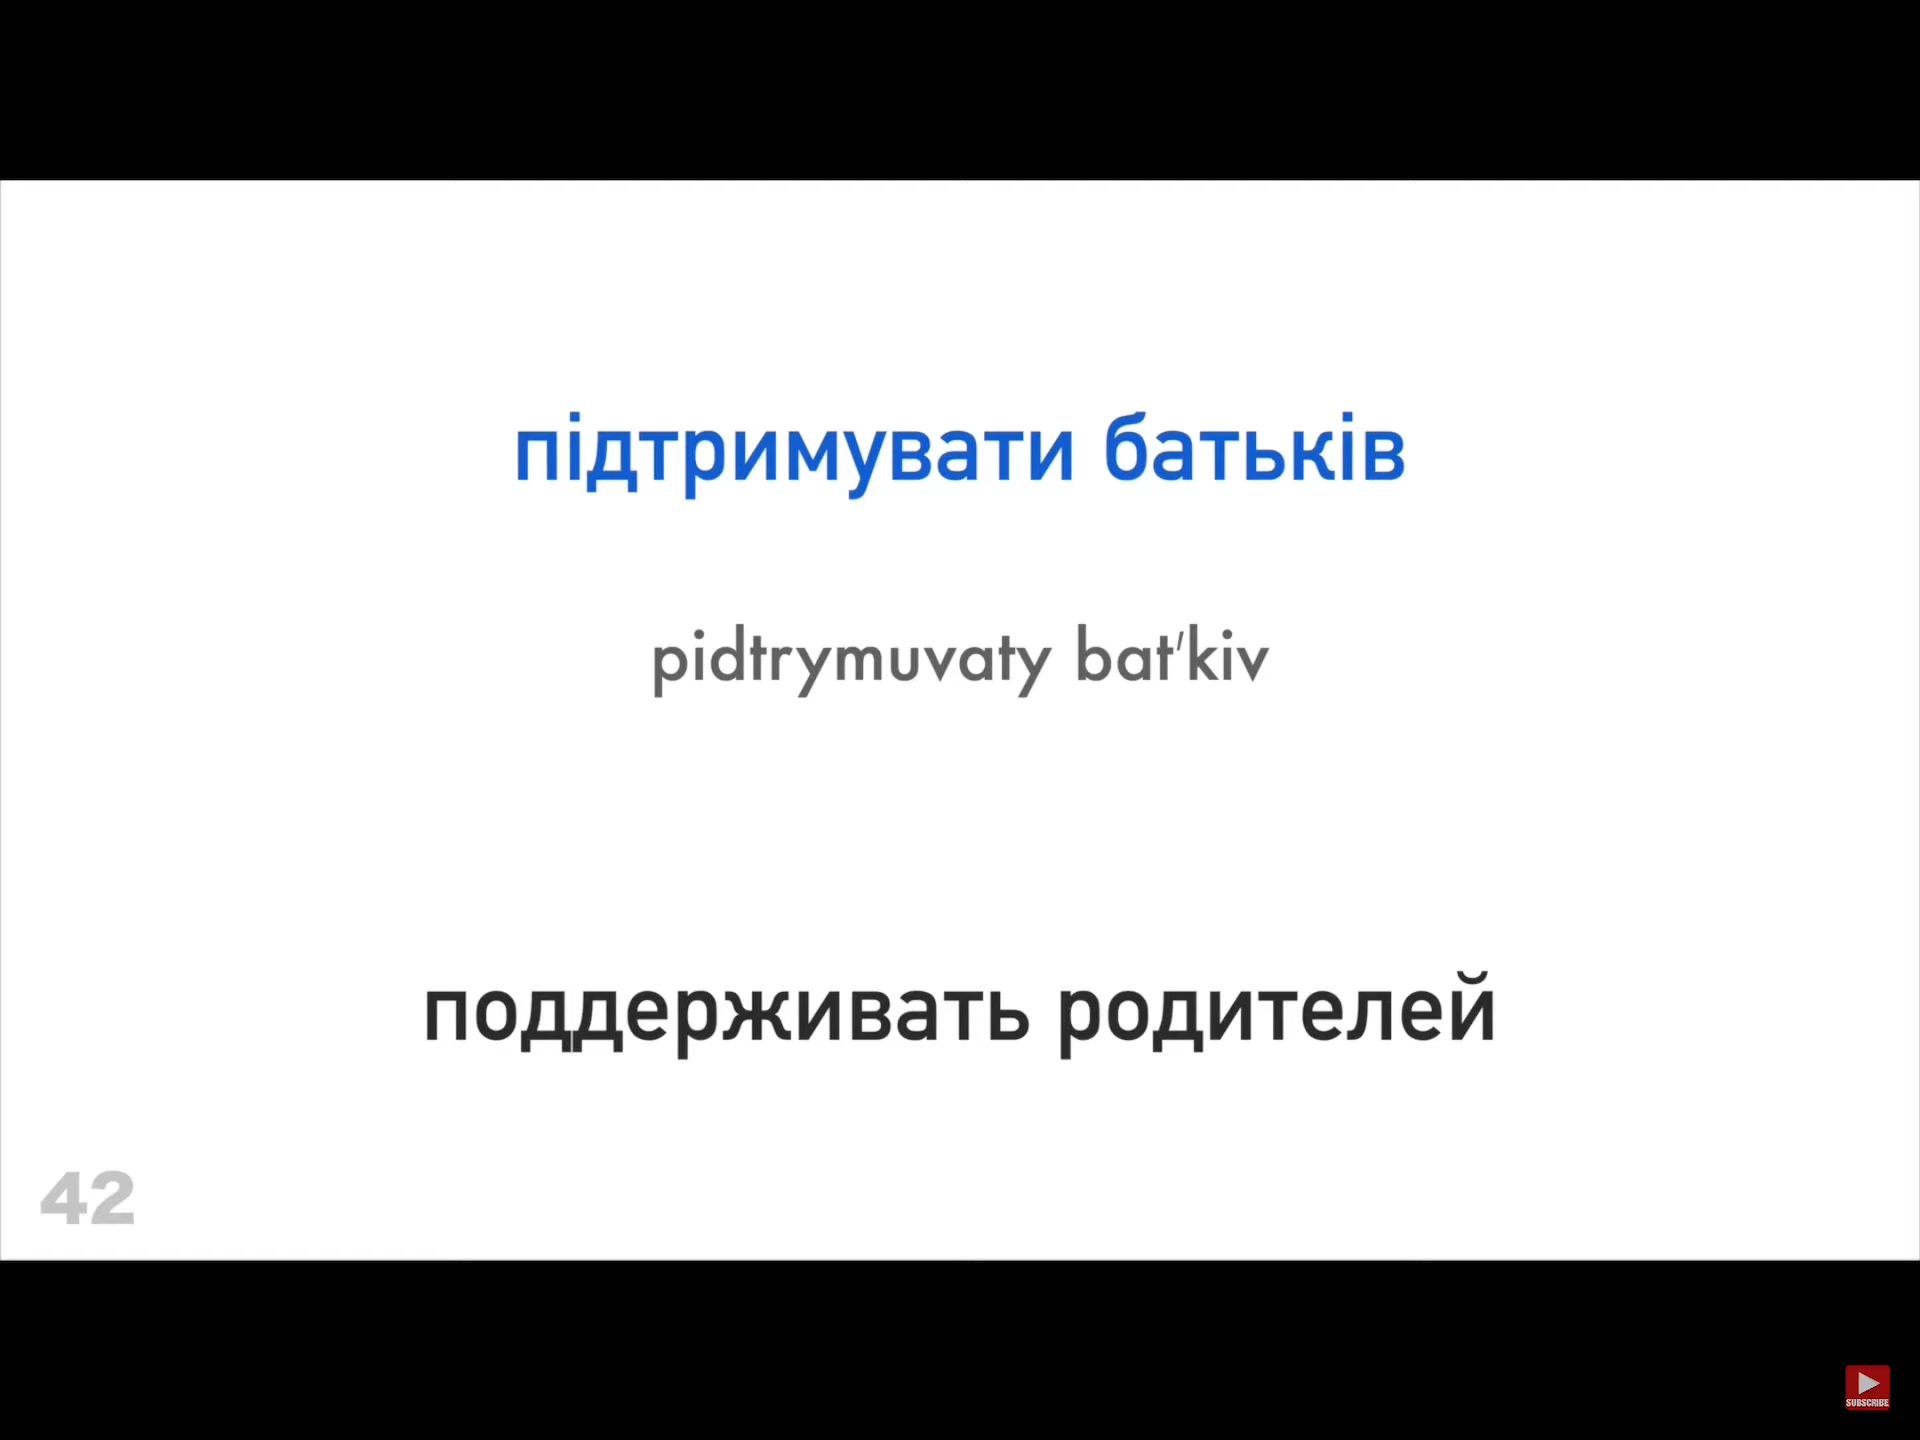 підтримувати батьків
pidtrymuvaty bat'kiv
поддерживать родителей
42
SUBSCRIBE